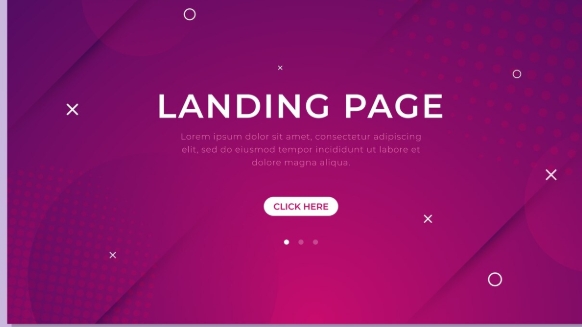 LANDING PAGE
Lorem ipsum dolor sit amet, consectetur adipiscing
elit, sed do eiusmod tempor incididunt ut labore et
dolore magna aliqua.
CLICK HERE